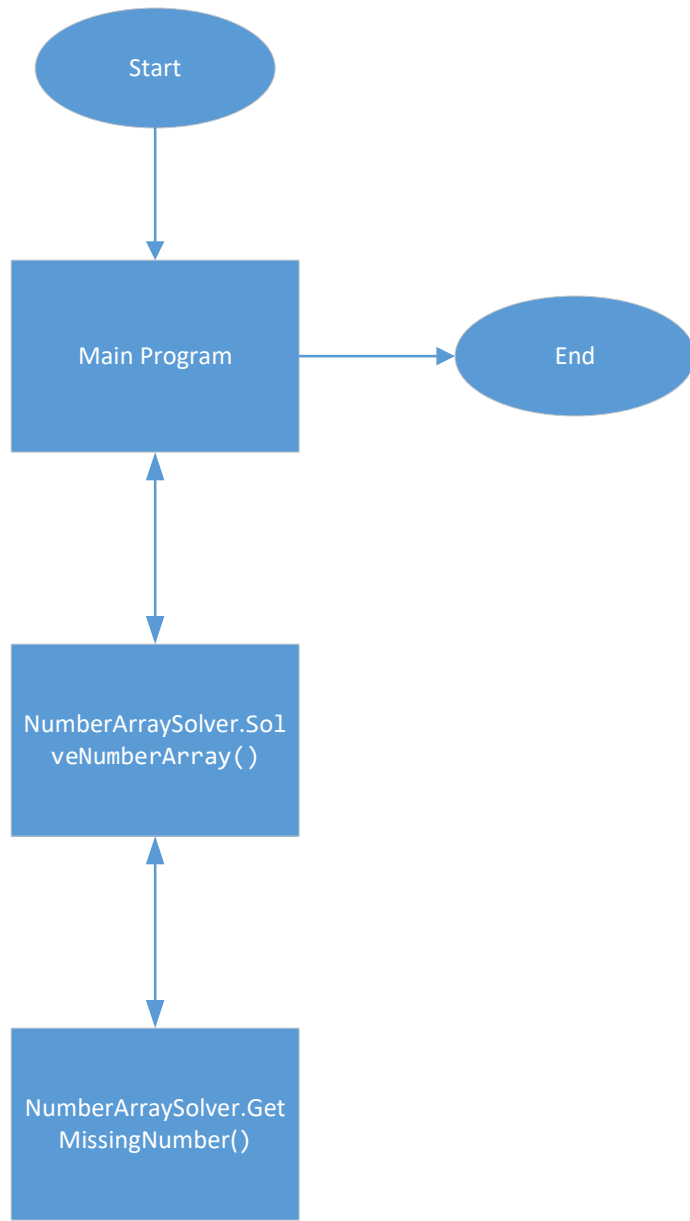 Start
Main Program
End
NumberArraySolver.Sol
veNumberArray()
NumberArraySolver.Get
MissingNumber()